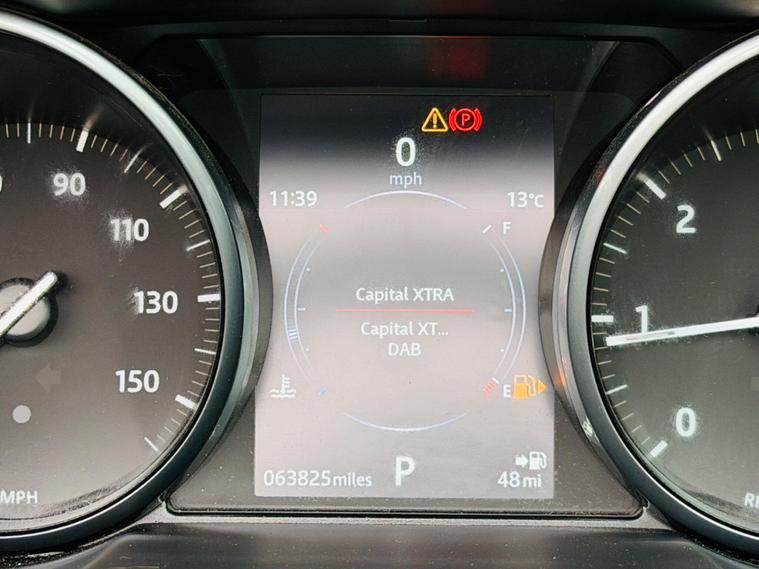 0
mph
11:39
13°C
F
Capital XTRA
Capital XT...
DAB
E
063825miles
P
48mi
90
110
130
150
MPH
2
1
0